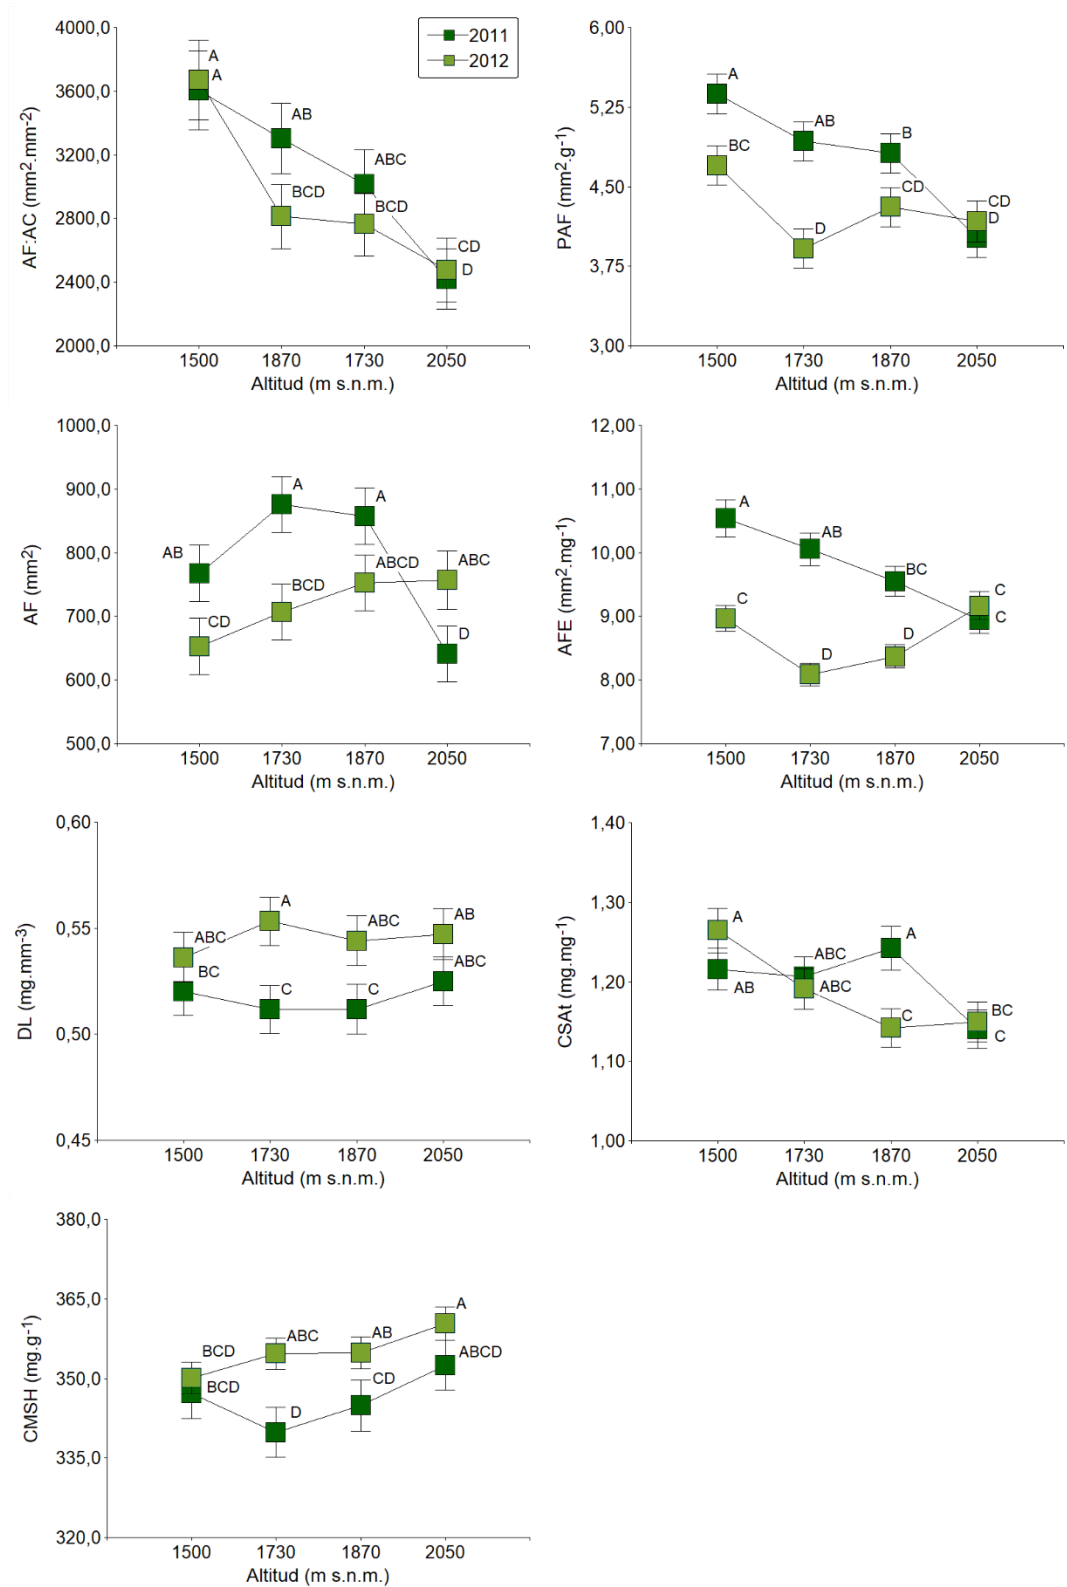 4000,0
3600,0
3200,0
2800,0
2400,0
2000,0
AF:AC (mm2.mm-2)
2011
2012
A
A
AB
BCD
ABC
BCD
CD
D
1500 1870 1730 2050
Altitud (m s.n.m.)
6,00
5,25
4,50
3,75
3,00
PAF (mm2.g-1)
A
BC
AB
D
B
CD
CD
D
1500 1730 1870 2050
Altitud (m s.n.m.)
1000,0
900,0
800,0
700,0
600,0
500,0
AF (mm2)
AB
CD
A
BCD
A
ABCD
ABC
D
1500 1730 1870 2050
Altitud (m s.n.m.)
12,00
11,00
10,00
9,00
8,00
7,00
AFE (mm2.mg-1)
A
C
AB
D
BC
D
C
C
1500 1730 1870 2050
Altitud (m s.n.m.)
0,60
0,55
0,50
0,45
DL (mg.mm-3)
ABC
BC
A
C
ABC
C
AB
ABC
1500 1730 1870 2050
Altitud (m s.n.m.)
1,40
1,30
1,20
1,10
1,00
CSAt (mg.mg-1)
A
AB
ABC
ABC
A
C
BC
C
1500 1730 1870 2050
Altitud (m s.n.m.)
380,0
365,0
350,0
335,0
320,0
CMSH (mg.g-1)
BCD
BCD
ABC
D
AB
CD
A
ABCD
1500 1730 1870 2050
Altitud (m s.n.m.)